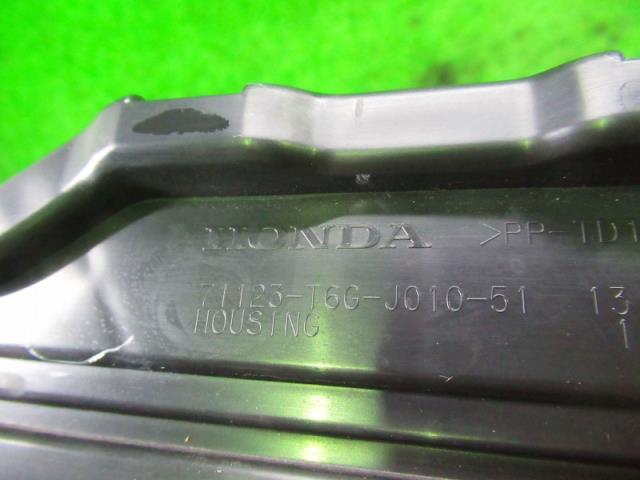 HONDA >PP-TD1
71123-T6G-J010-51 13
HOUSING 1